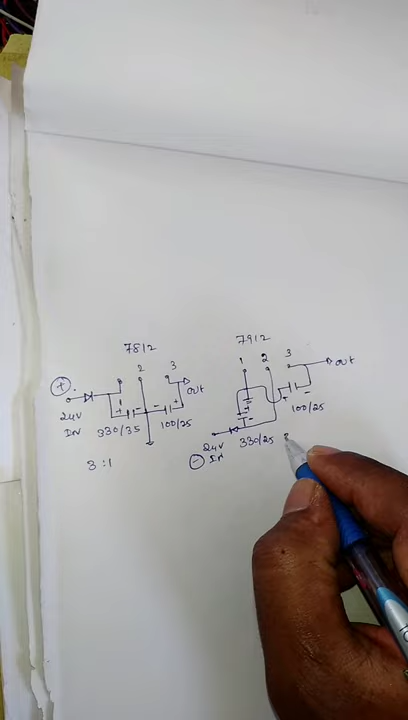 7812
1 2 3
+
24V
IN
+ -
330/35
- +
100/25
OUT
3:1
7912
1 2 3
OUT
+ -
100/25
+ -
330/25
24V
IN
-